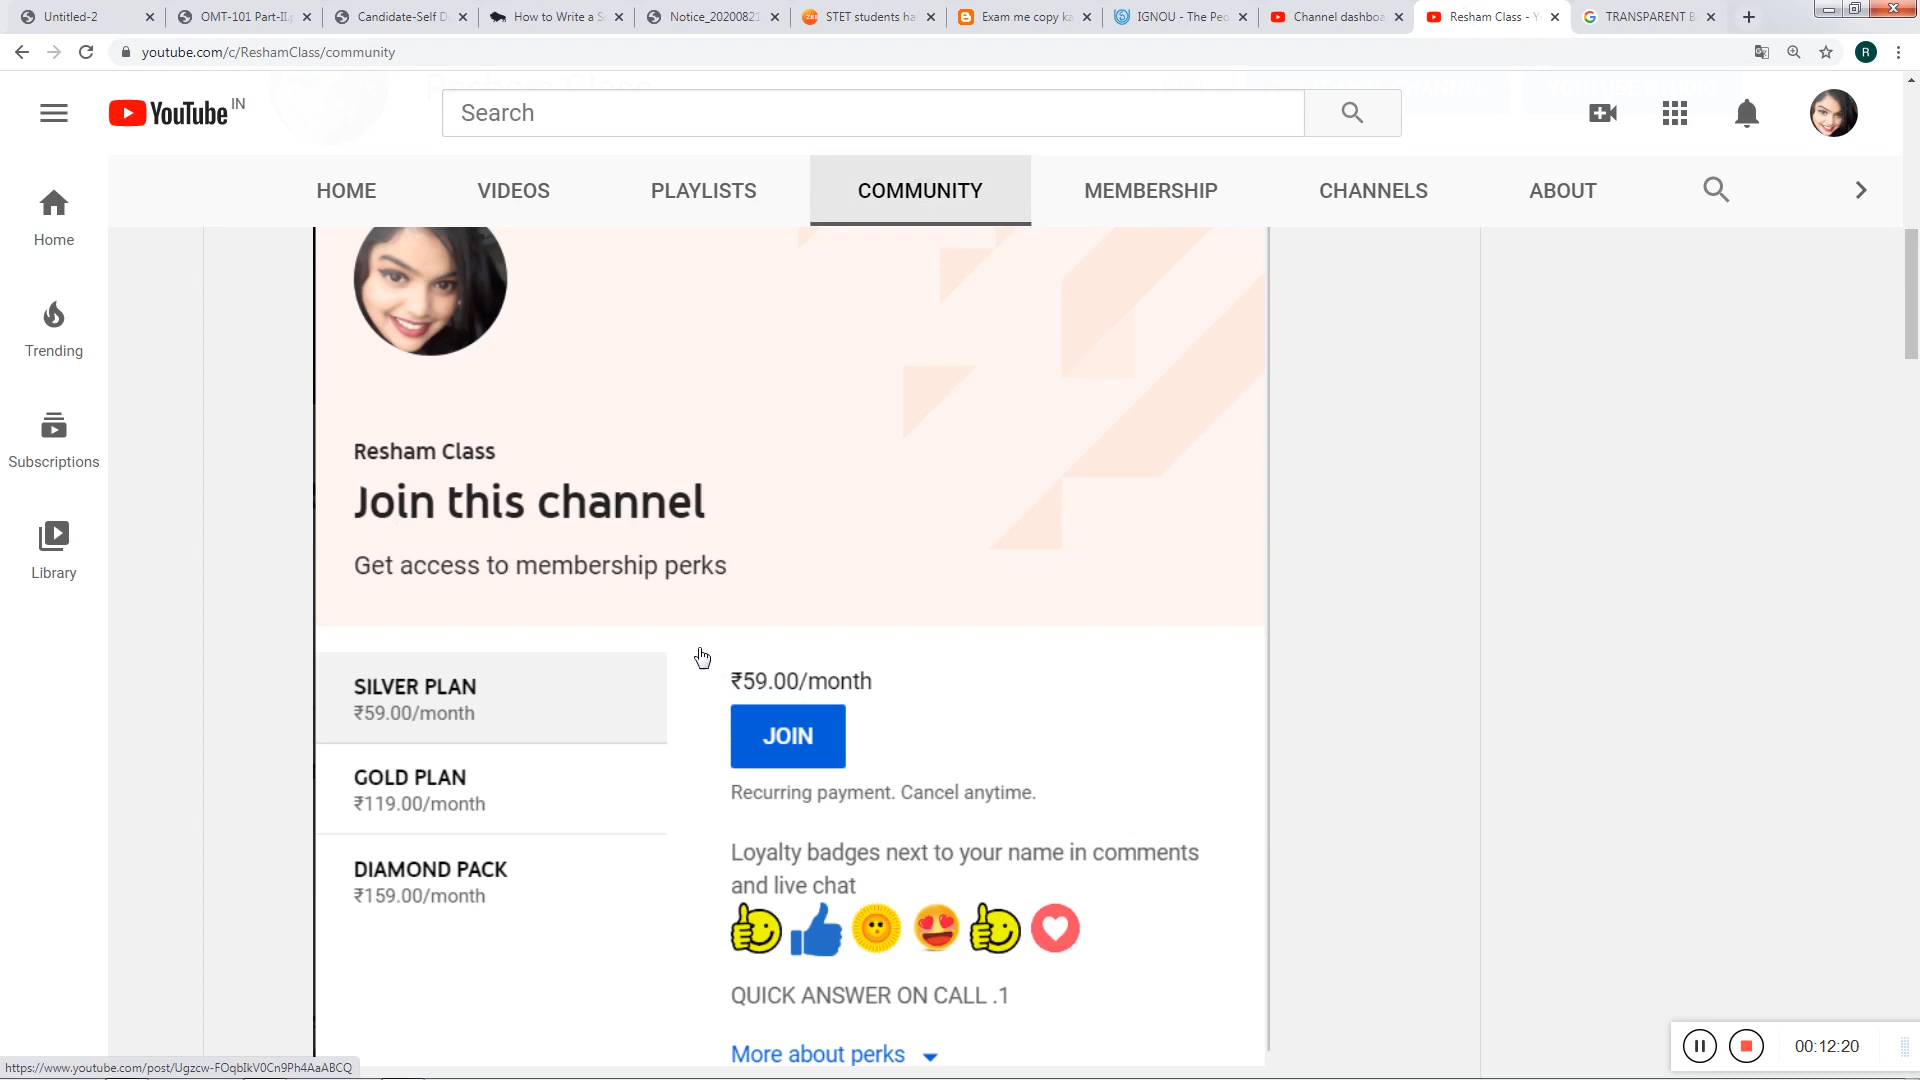 Untitled-2
OMT-101 Part-II.p
Candidate-Self D
How to Write a S
Notice_20200821
STET students ha
Exam me copy ka
IGNOU - The Peo
Channel dashboa
Resham Class - Y
TRANSPARENT B
youtube.com/c/ReshamClass/community
R
YouTube IN
Search
HOME
VIDEOS
PLAYLISTS
COMMUNITY
MEMBERSHIP
CHANNELS
ABOUT
Home
Trending
Subscriptions
Library
Resham Class
Join this channel
Get access to membership perks
SILVER PLAN
₹59.00/month
GOLD PLAN
₹119.00/month
DIAMOND PACK
₹159.00/month
₹59.00/month
JOIN
Recurring payment. Cancel anytime.
Loyalty badges next to your name in comments
and live chat
QUICK ANSWER ON CALL .1
More about perks
https://www.youtube.com/post/Ugzcw-FOqbIkV0Cn9Ph4AaABCQ
00:12:20